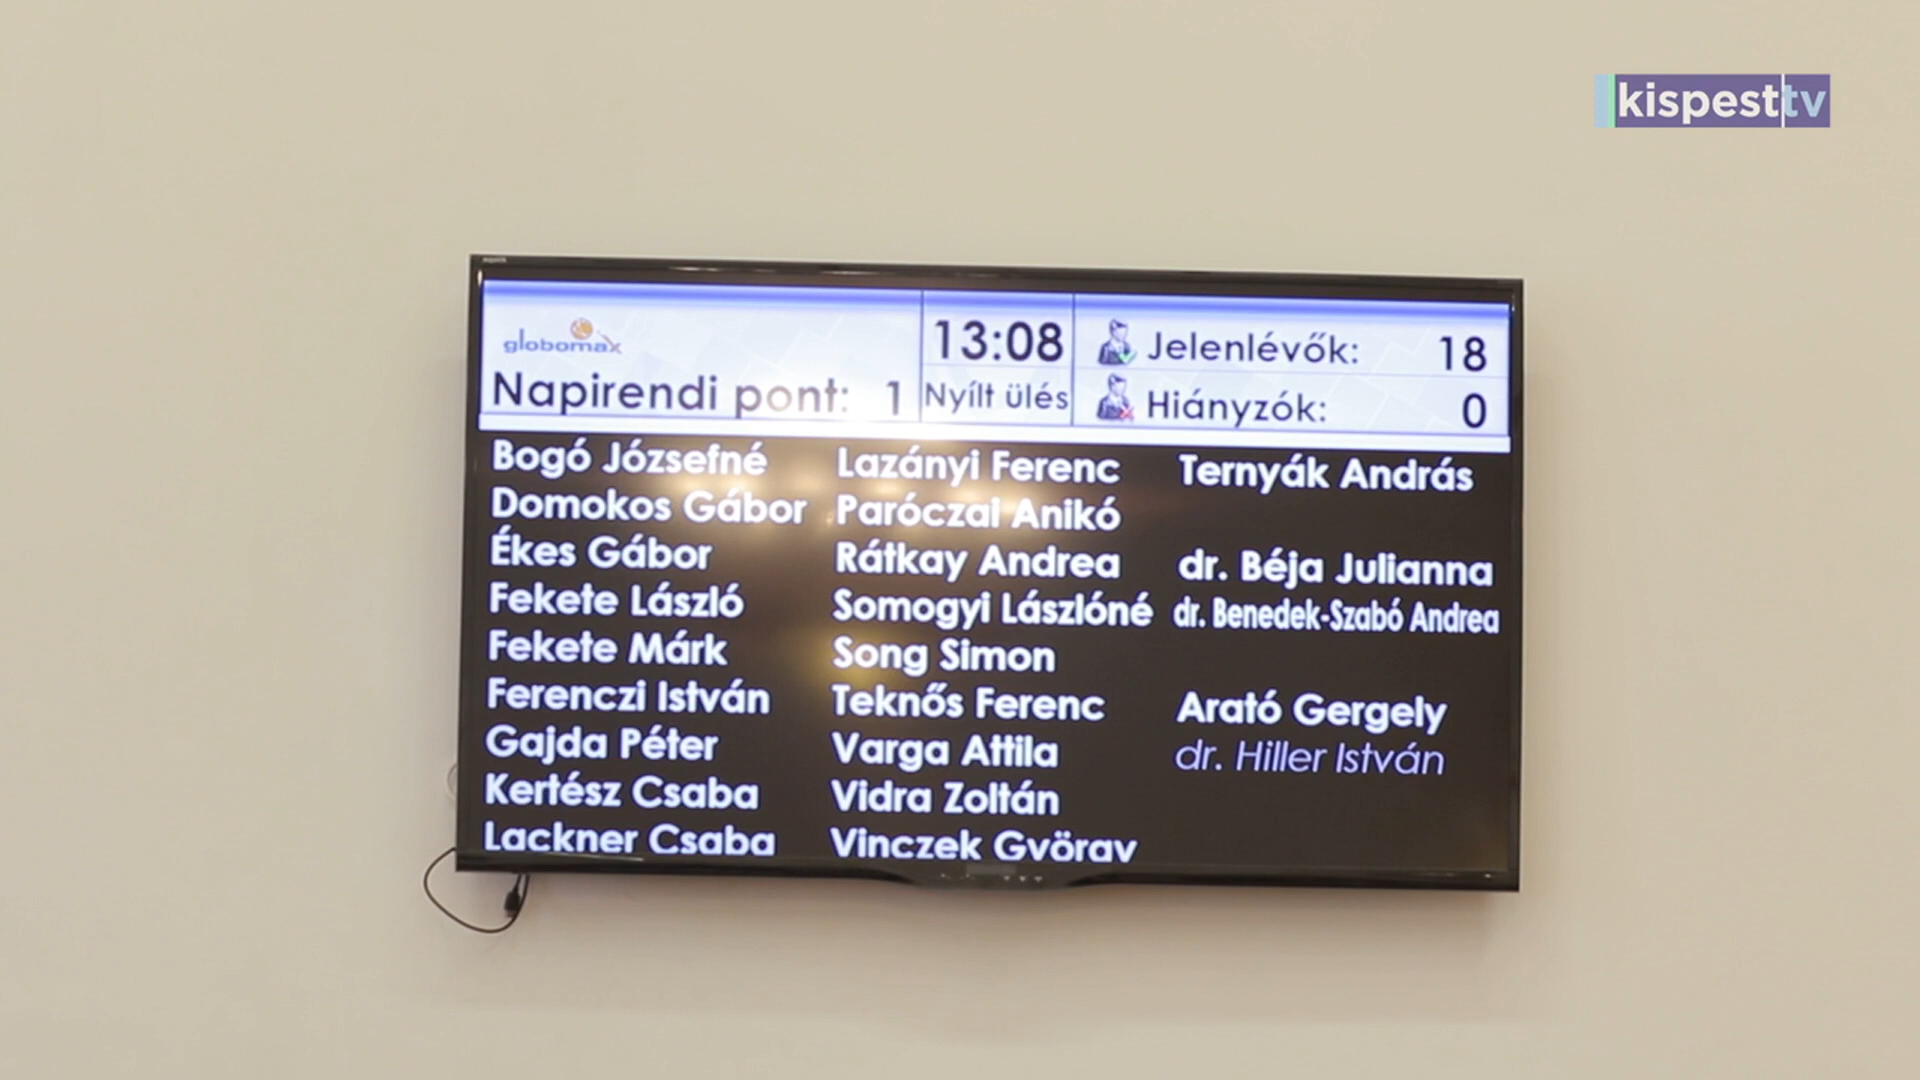 kispest tv
globomax
Napirendi pont: 1
13:08
Nyílt ülés
Jelenlévők: 18
Hiányzók: 0
Bogó Józsefné
Domokos Gábor
Ékes Gábor
Fekete László
Fekete Márk
Ferenczi István
Gajda Péter
Kertész Csaba
Lackner Csaba
Lazányi Ferenc
Paróczai Anikó
Rátkay Andrea
Somogyi Lászlóné
Song Simon
Teknős Ferenc
Varga Attila
Vidra Zoltán
Vinczek György
Ternyák András
dr. Béja Julianna
dr. Benedek-Szabó Andrea
Arató Gergely
dr. Hiller István